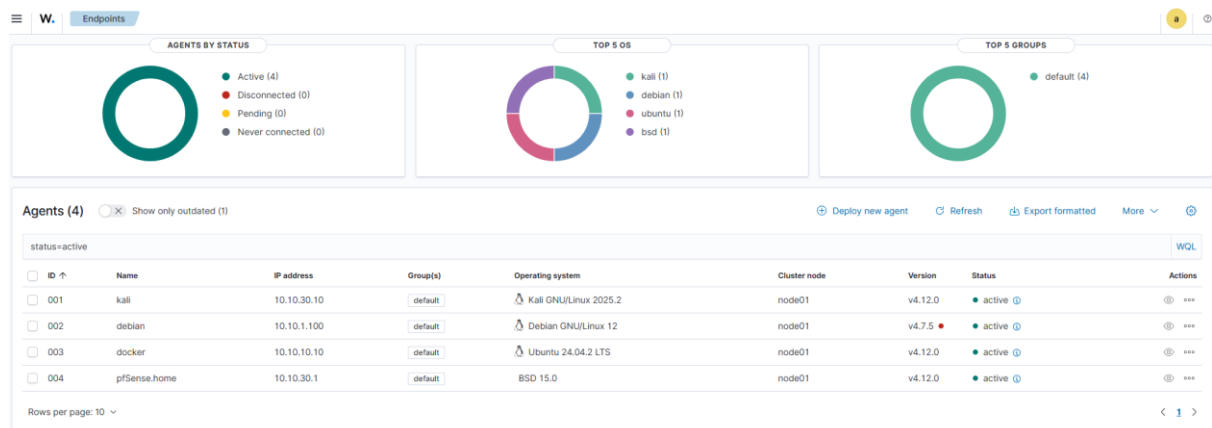 W. Endpoints a
AGENTS BY STATUS
Active (4)
Disconnected (0)
Pending (0)
Never connected (0)
TOP 5 OS
kali (1)
debian (1)
ubuntu (1)
bsd (1)
TOP 5 GROUPS
default (4)
Agents (4) Show only outdated (1) Deploy new agent Refresh Export formatted More
status=active WQL
ID Name IP address Group(s) Operating system Cluster node Version Status Actions
001 kali 10.10.30.10 default Kali GNU/Linux 2025.2 node01 v4.12.0 active
002 debian 10.10.1.100 default Debian GNU/Linux 12 node01 v4.7.5 active
003 docker 10.10.10.10 default Ubuntu 24.04.2 LTS node01 v4.12.0 active
004 pfSense.home 10.10.30.1 default BSD 15.0 node01 v4.12.0 active
Rows per page: 10 1